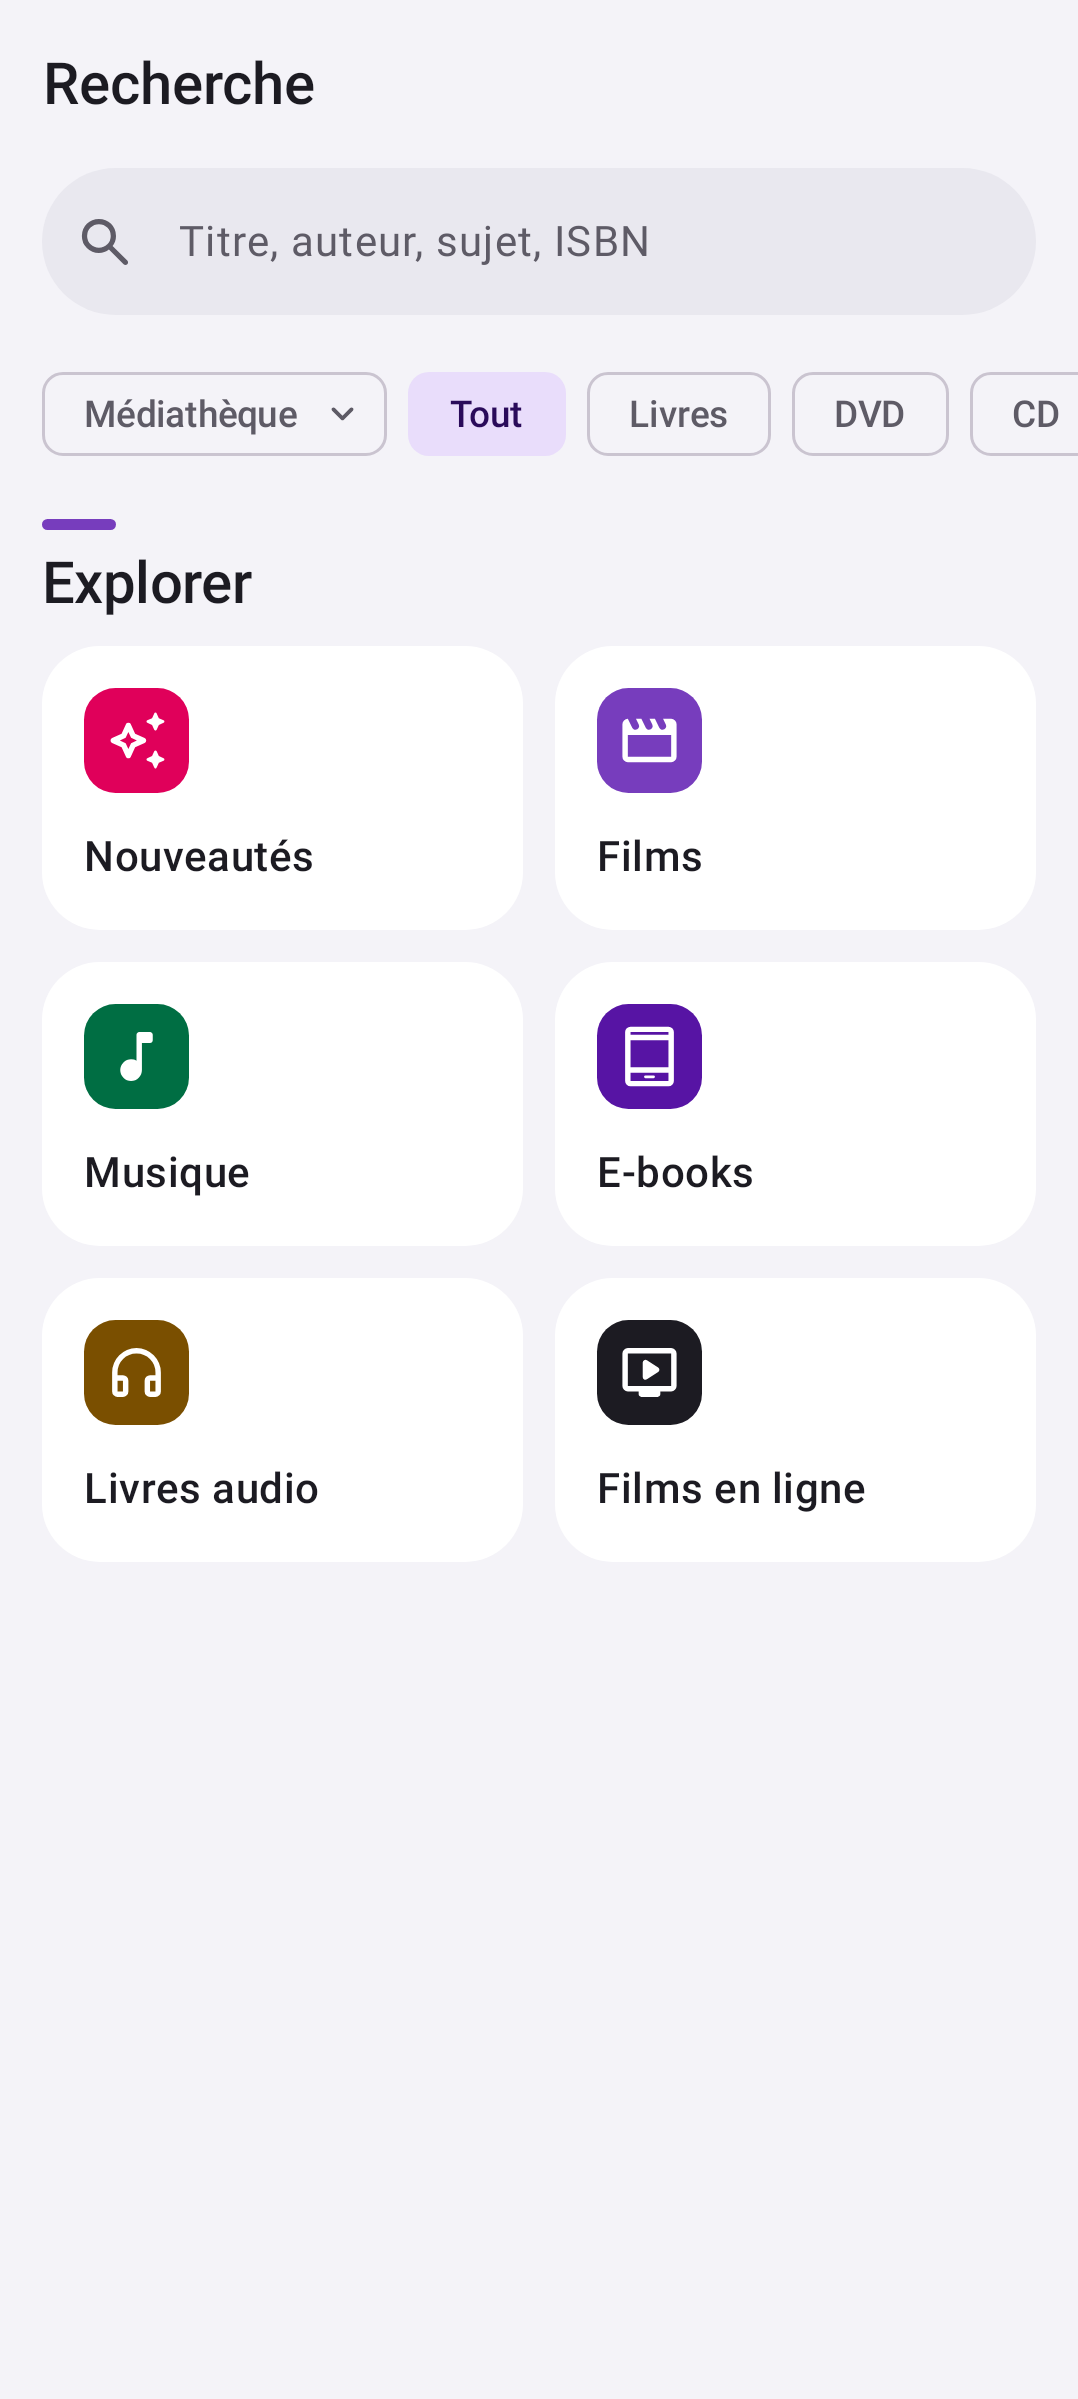 Recherche
Titre, auteur, sujet, ISBN
Médiathèque
Tout
Livres
DVD
CD
Explorer
Nouveautés
Films
Musique
E-books
Livres audio
Films en ligne